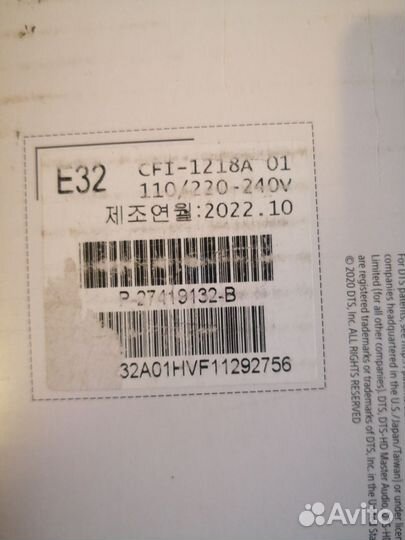 E32
CFI-1218A 01
110/220-240V
제조연월:2022.10
P-27419132-B
32A01HVF11292756
For DTS patents, see
companies headquartered in the U.S./Japan/Taiwan) or under licen
Limited (for all other companies). DTS, DTS-HD Master Audio,
are registered trademarks or trademarks of DTS, Inc. in the U
© 2020 DTS, Inc. ALL RIGHTS RESERVED
Avito